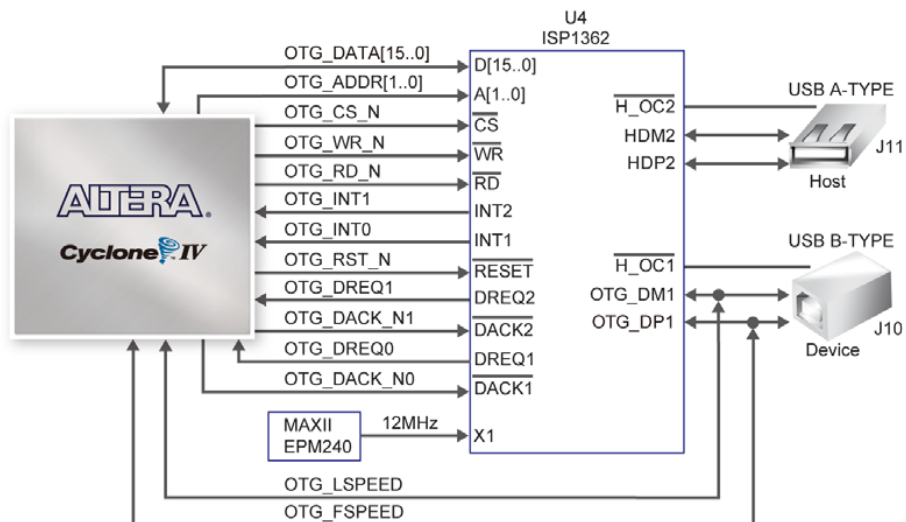 U4
ISP1362
OTG_DATA[15..0]
D[15..0]
OTG_ADDR[1..0]
A[1..0]
OTG_CS_N
CS
OTG_WR_N
WR
OTG_RD_N
RD
OTG_INT1
INT2
OTG_INT0
INT1
OTG_RST_N
RESET
OTG_DREQ1
DREQ2
OTG_DACK_N1
DACK2
OTG_DREQ0
DREQ1
OTG_DACK_N0
DACK1
ALTERA.
Cyclone IV
MAXII
EPM240
12MHz
X1
OTG_LSPEED
OTG_FSPEED
H_OC2
HDM2
HDP2
USB A-TYPE
J11
Host
H_OC1
OTG_DM1
OTG_DP1
USB B-TYPE
J10
Device